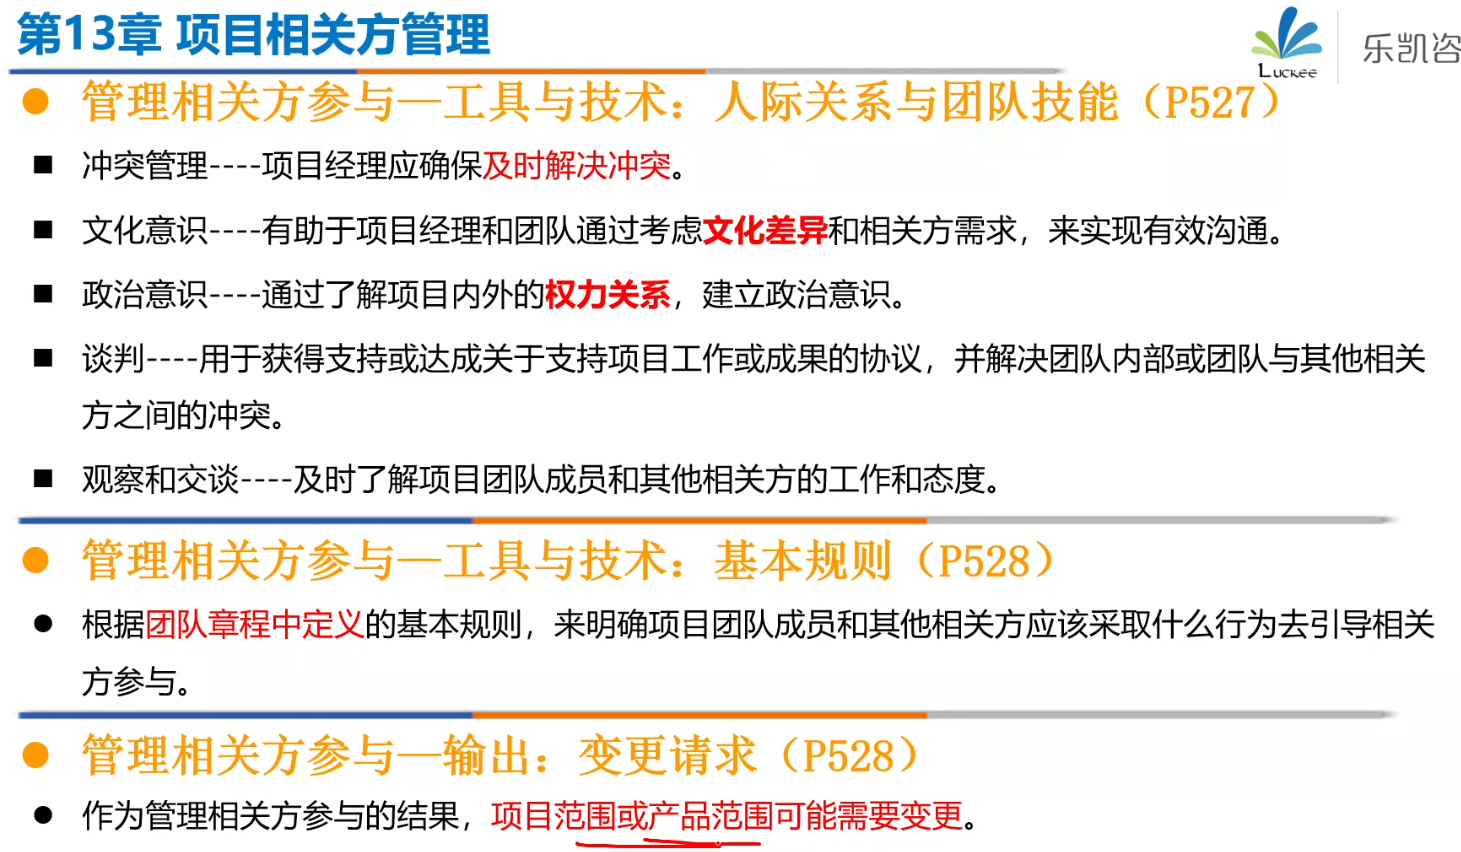 第13章 项目相关方管理
Luckee
乐凯咨
管理相关方参与—工具与技术：人际关系与团队技能（P527）
冲突管理----项目经理应确保及时解决冲突。
文化意识----有助于项目经理和团队通过考虑文化差异和相关方需求，来实现有效沟通。
政治意识----通过了解项目内外的权力关系，建立政治意识。
谈判----用于获得支持或达成关于支持项目工作或成果的协议，并解决团队内部或团队与其他相关
方之间的冲突。
观察和交谈----及时了解项目团队成员和其他相关方的工作和态度。
管理相关方参与—工具与技术：基本规则（P528）
根据团队章程中定义的基本规则，来明确项目团队成员和其他相关方应该采取什么行为去引导相关
方参与。
管理相关方参与—输出：变更请求（P528）
作为管理相关方参与的结果，项目范围或产品范围可能需要变更。